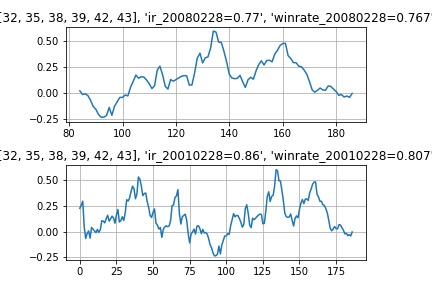 [32, 35, 38, 39, 42, 43], 'ir_20080228=0.77', 'winrate_20080228=0.767'
0.50
0.25
0.00
−0.25
80 100 120 140 160 180
[32, 35, 38, 39, 42, 43], 'ir_20010228=0.86', 'winrate_20010228=0.807'
0.50
0.25
0.00
−0.25
0 25 50 75 100 125 150 175